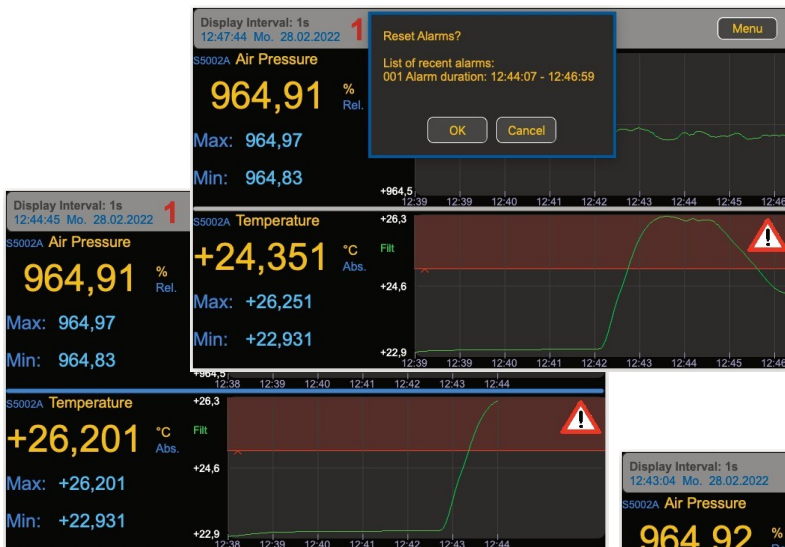 Display Interval: 1s
12:47:44 Mo. 28.02.2022 1
Menu
Reset Alarms?
List of recent alarms:
001 Alarm duration: 12:44:07 - 12:46:59
OK Cancel
S5002A Air Pressure
964,91 % Rel.
Max: 964,97
Min: 964,83
+964,5
12:39 12:39 12:40 12:41 12:42 12:43 12:44 12:45 12:46
S5002A Temperature
+24,351 °C Abs.
Max: +26,251
Min: +22,931
+26,3
Filt
+24,6
+22,9
12:39 12:39 12:40 12:41 12:42 12:43 12:44 12:45 12:46
Display Interval: 1s
12:44:45 Mo. 28.02.2022 1
S5002A Air Pressure
964,91 % Rel.
Max: 964,97
Min: 964,83
+964,5
12:38 12:39 12:40 12:41 12:42 12:43 12:44
S5002A Temperature
+26,201 °C Abs.
Max: +26,201
Min: +22,931
+26,3
Filt
+24,6
+22,9
12:38 12:39 12:40 12:41 12:42 12:43 12:44
Display Interval: 1s
12:43:04 Mo. 28.02.2022
S5002A Air Pressure
964,92 %